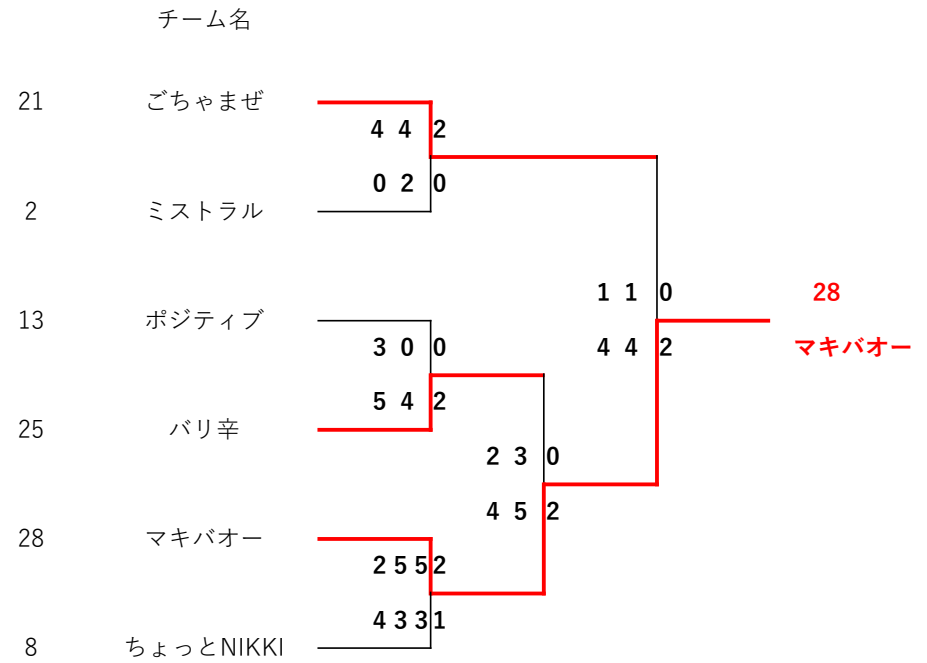 チーム名
21 ごちゃまぜ
4 4 2
0 2 0
2 ミストラル
1 1 0
28
13 ポジティブ
3 0 0
4 4 2
マキバオー
5 4 2
25 バリ辛
2 3 0
4 5 2
28 マキバオー
2 5 5 2
4 3 3 1
8 ちょっとNIKKI